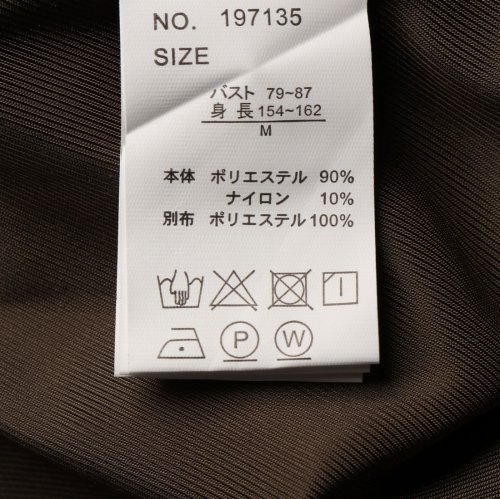 NO. 197135
SIZE
バスト 79~87
身 長 154~162
M
本体 ポリエステル 90%
ナイロン 10%
別布 ポリエステル 100%
P W